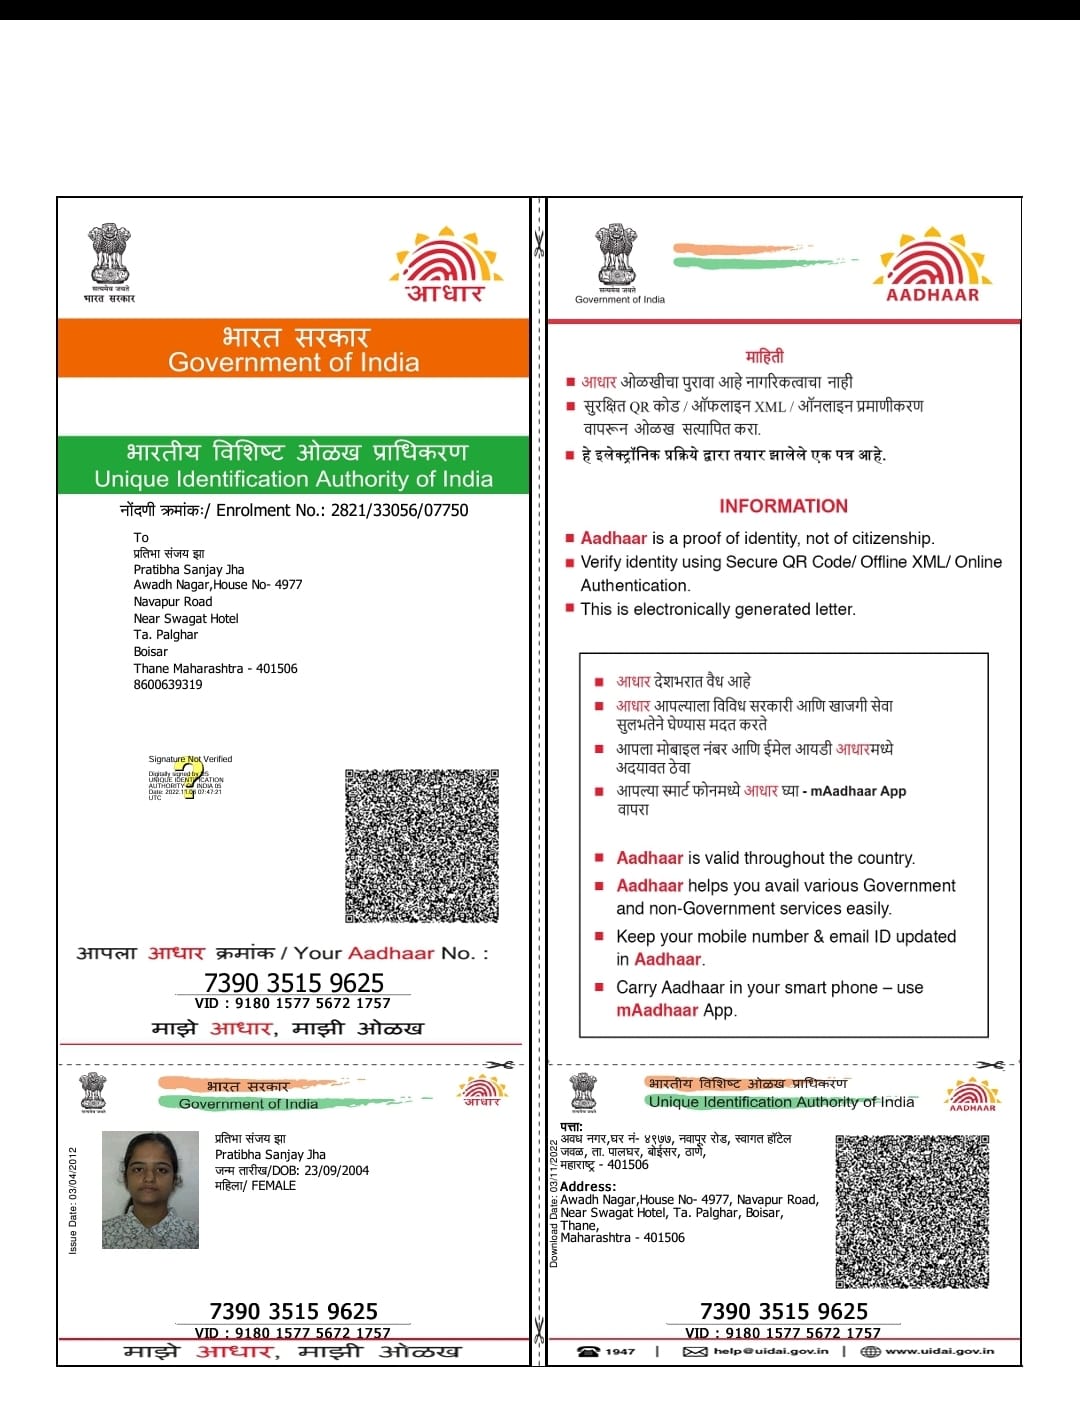 सत्यमेव जयते
भारत सरकार
आधार
भारत सरकार
Government of India
भारतीय विशिष्ट ओळख प्राधिकरण
Unique Identification Authority of India
नोंदणी क्रमांकः/ Enrolment No.: 2821/33056/07750
To
प्रतिभा संजय झा
Pratibha Sanjay Jha
Awadh Nagar,House No- 4977
Navapur Road
Near Swagat Hotel
Ta. Palghar
Boisar
Thane Maharashtra - 401506
8600639319
Signature Not Verified
Digitally signed by DS
UNIQUE IDENTIFICATION
AUTHORITY OF INDIA 05
Date: 2022.11.03 07:47:21
UTC
आपला आधार क्रमांक / Your Aadhaar No. :
7390 3515 9625
VID : 9180 1577 5672 1757
माझे आधार, माझी ओळख
सत्यमेव जयते
Government of India
AADHAAR
माहिती
आधार ओळखीचा पुरावा आहे नागरिकत्वाचा नाही
सुरक्षित QR कोड / ऑफलाइन XML / ऑनलाइन प्रमाणीकरण
वापरून ओळख सत्यापित करा.
हे इलेक्ट्रॉनिक प्रक्रिये द्वारा तयार झालेले एक पत्र आहे.
INFORMATION
Aadhaar is a proof of identity, not of citizenship.
Verify identity using Secure QR Code/ Offline XML/ Online
Authentication.
This is electronically generated letter.
आधार देशभरात वैध आहे
आधार आपल्याला विविध सरकारी आणि खाजगी सेवा
सुलभतेने घेण्यास मदत करते
आपला मोबाइल नंबर आणि ईमेल आयडी आधारमध्ये
अदयावत ठेवा
आपल्या स्मार्ट फोनमध्ये आधार घ्या - mAadhaar App
वापरा
Aadhaar is valid throughout the country.
Aadhaar helps you avail various Government
and non-Government services easily.
Keep your mobile number & email ID updated
in Aadhaar.
Carry Aadhaar in your smart phone – use
mAadhaar App.
भारत सरकार
Government of India
आधार
Issue Date: 03/04/2012
प्रतिभा संजय झा
Pratibha Sanjay Jha
जन्म तारीख/DOB: 23/09/2004
महिला/ FEMALE
7390 3515 9625
VID : 9180 1577 5672 1757
माझे आधार, माझी ओळख
भारतीय विशिष्ट ओळख प्राधिकरण
Unique Identification Authority of India
AADHAAR
Download Date: 03/11/2022
पत्ता:
अवध नगर,घर नं- ४९७७, नवापूर रोड, स्वागत हॉटेल
जवळ, ता. पालघर, बोईसर, ठाणे,
महाराष्ट्र - 401506
Address:
Awadh Nagar,House No- 4977, Navapur Road,
Near Swagat Hotel, Ta. Palghar, Boisar,
Thane,
Maharashtra - 401506
7390 3515 9625
VID : 9180 1577 5672 1757
1947 | help@uidai.gov.in | www.uidai.gov.in